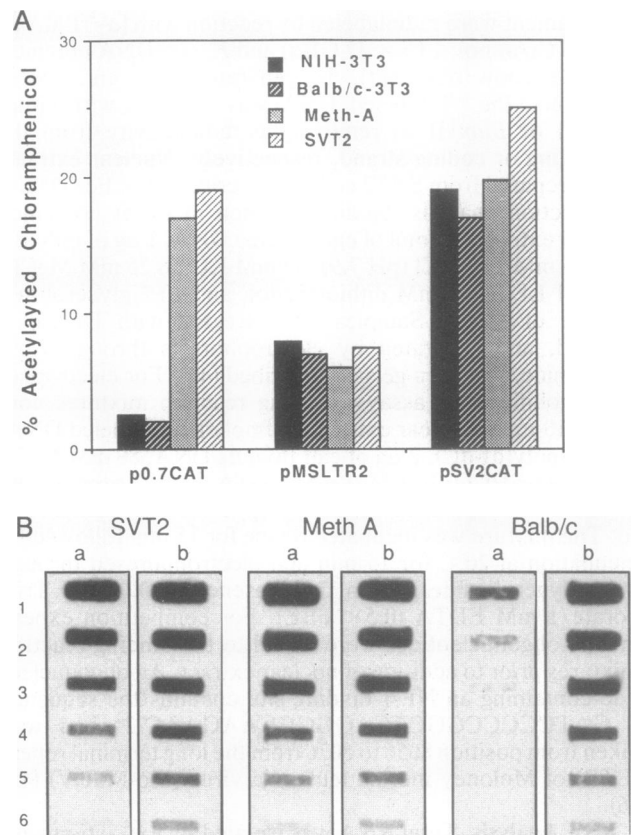 A
30
20
10
0
% Acetylayted Chloramphenicol
NIH-3T3
Balb/c-3T3
Meth-A
SVT2
p0.7CAT
pMSLTR2
pSV2CAT
B
SVT2 Meth A Balb/c
a b a b a b
1
2
3
4
5
6